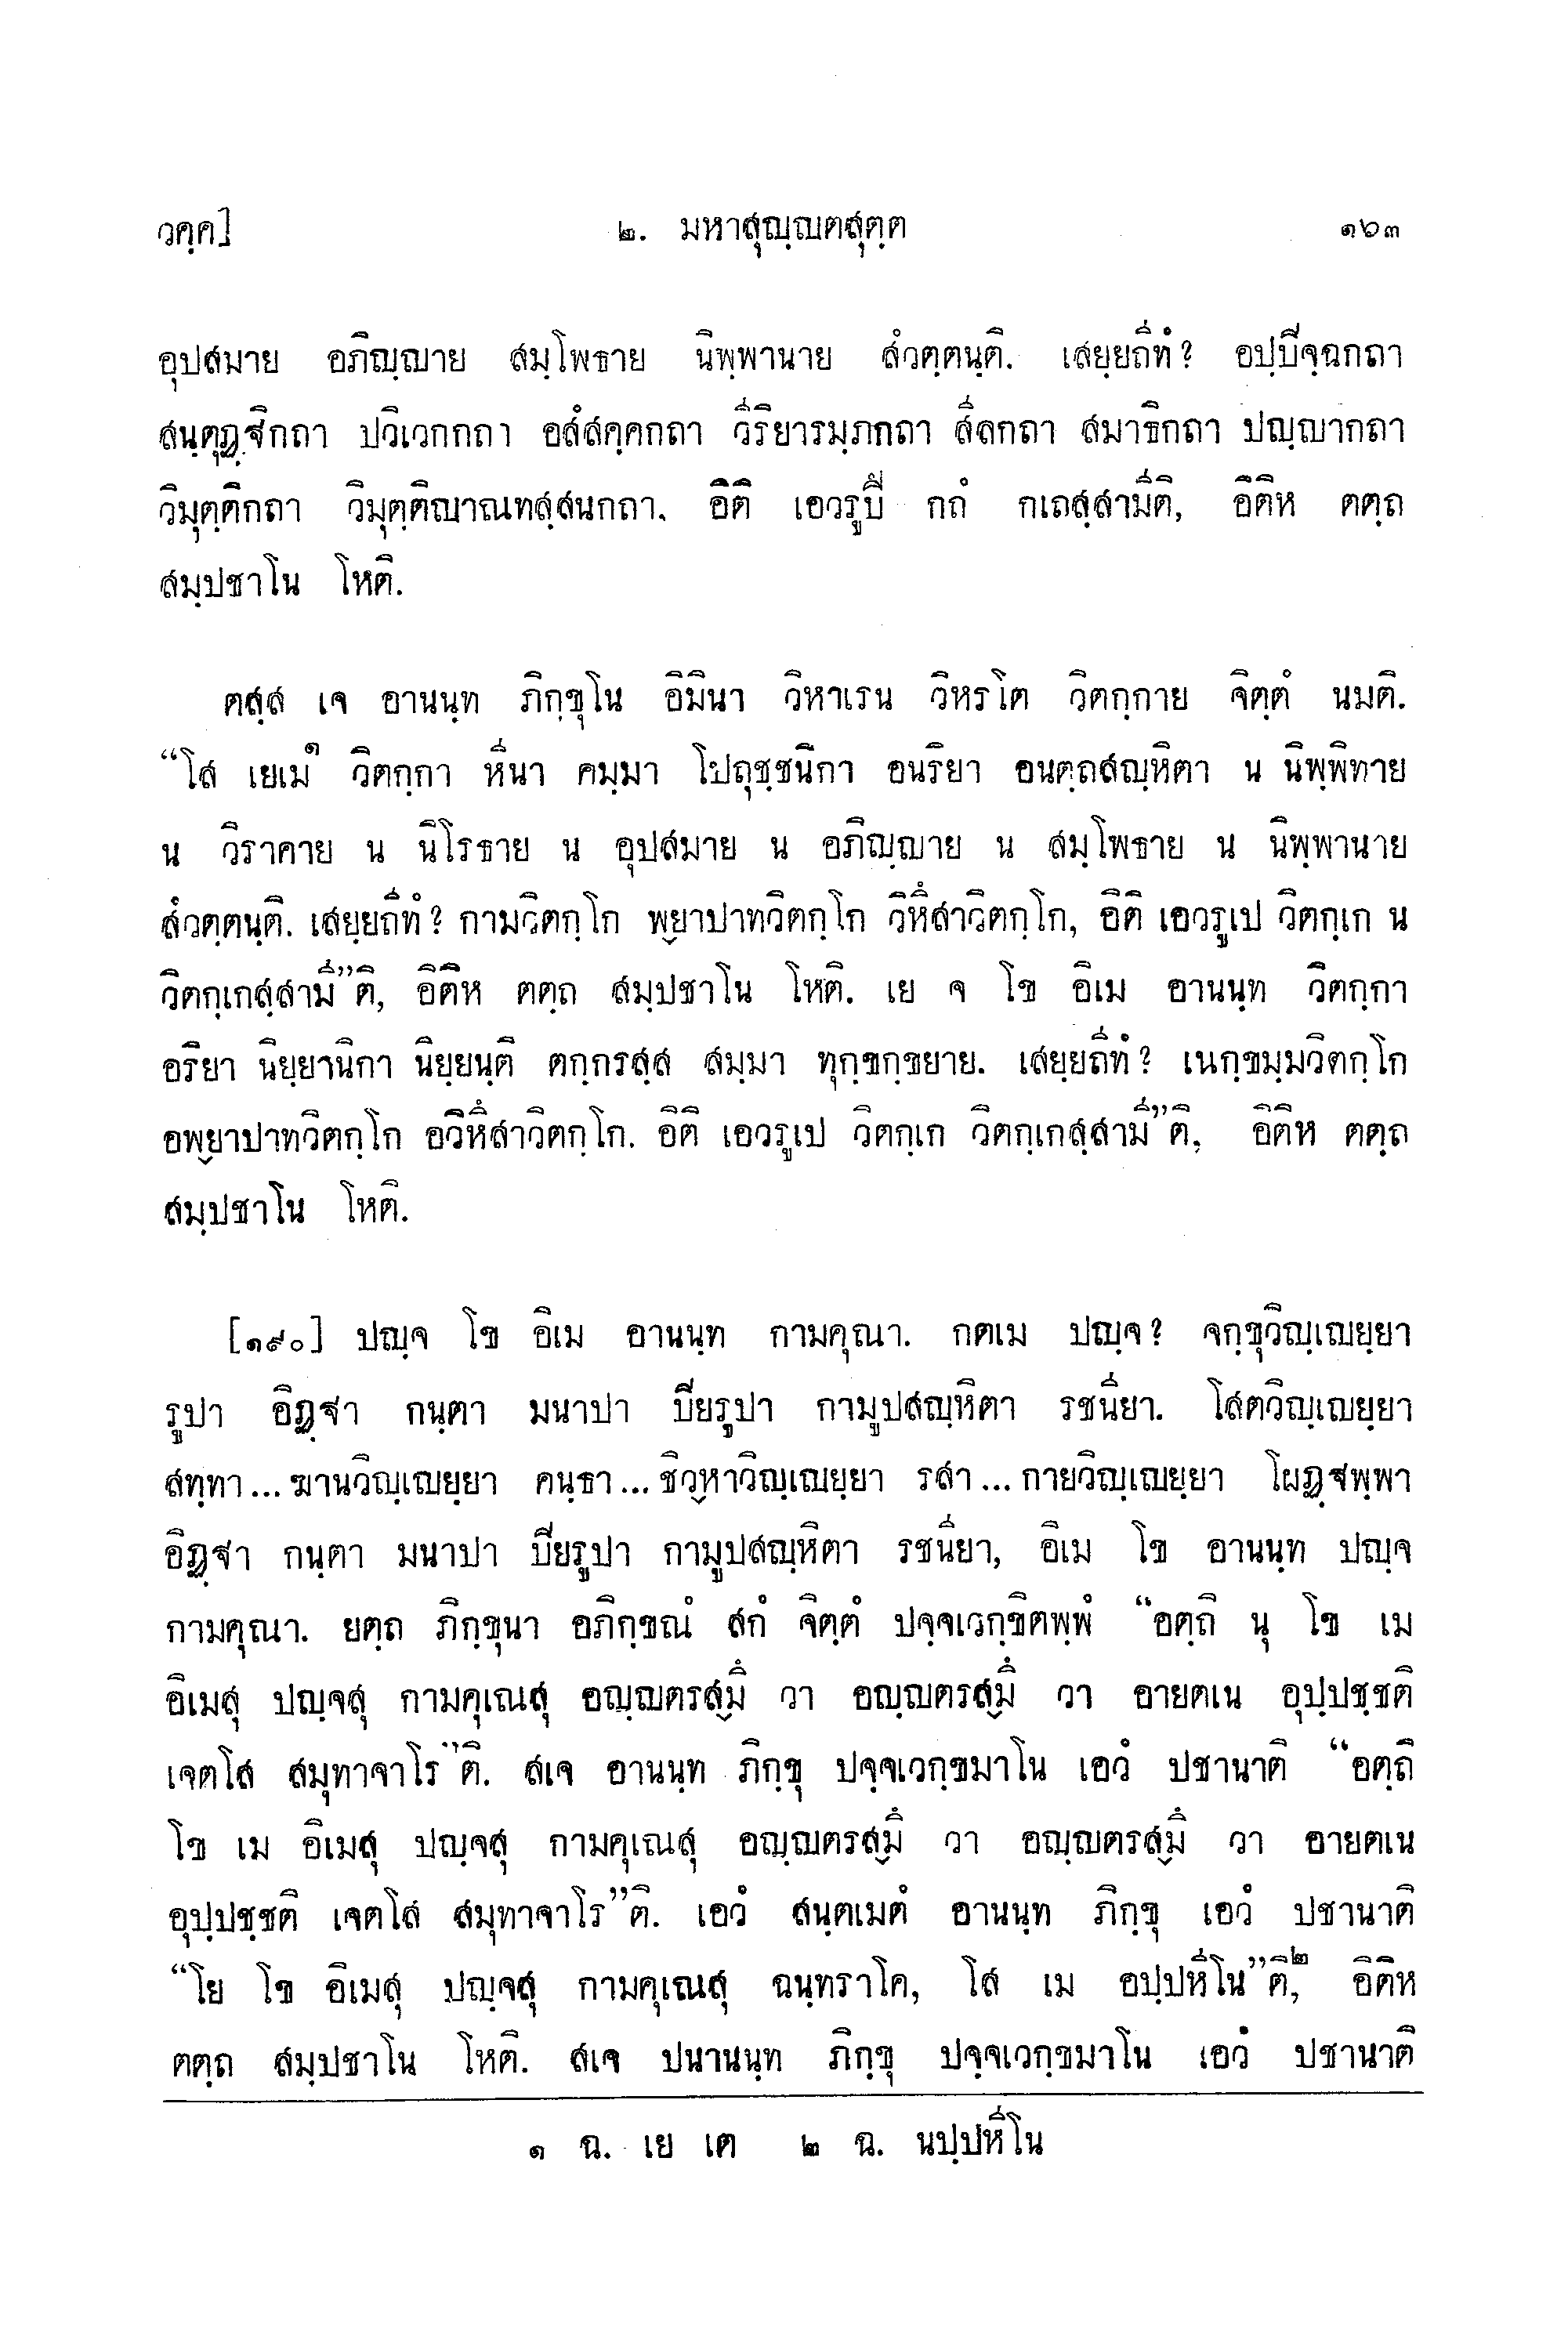 วคฺค]
๒. มหาสุญฺญตสุตฺต
๑๖๓
อุปสมาย อภิญฺญาย สมฺโพธาย นิพฺพานาย สํวตฺตนฺติ. เสยฺยถีทํ? อปฺปิจฺฉกถา
สนฺตุฏฺฐิกถา ปวิเวกกถา อสํสคฺคกถา วีริยารมฺภกถา สีลกถา สมาธิกถา ปญฺญากถา
วิมุตฺติกถา วิมุตฺติญาณทสฺสนกถา. อิติ เอวรูปึ กถํ กเถสฺสามีติ, อิติห ตตฺถ
สมฺปชาโน โหติ.
ตสฺส เจ อานนฺท ภิกฺขุโน อิมินา วิหาเรน วิหรโต วิตกฺกาย จิตฺตํ นมติ.
“โส เยเม๑ วิตกฺกา หีนา คมฺมา โปถุชฺชนิกา อนริยา อนตฺถสญฺหิตา น นิพฺพิทาย
น วิราคาย น นิโรธาย น อุปสมาย น อภิญฺญาย น สมฺโพธาย น นิพฺพานาย
สํวตฺตนฺติ. เสยฺยถีทํ? กามวิตกฺโก พฺยาปาทวิตกฺโก วิหึสาวิตกฺโก, อิติ เอวรูเป วิตกฺเก น
วิตกฺเกสฺสามี”ติ, อิติห ตตฺถ สมฺปชาโน โหติ. เย จ โข อิเม อานนฺท วิตกฺกา
อริยา นิยฺยานิกา นิยฺยนฺติ ตกฺกรสฺส สมฺมา ทุกฺขกฺขยาย. เสยฺยถีทํ? เนกฺขมฺมวิตกฺโก
อพฺยาปาทวิตกฺโก อวิหึสาวิตกฺโก. อิติ เอวรูเป วิตกฺเก วิตกฺเกสฺสามี”ติ, อิติห ตตฺถ
สมฺปชาโน โหติ.
[๑๙๐] ปญฺจ โข อิเม อานนฺท กามคุณา. กตเม ปญฺจ? จกฺขุวิญฺเญยฺยา
รูปา อิฏฺฐา กนฺตา มนาปา ปิยรูปา กามูปสญฺหิตา รชนียา. โสตวิญฺเญยฺยา
สทฺทา... ฆานวิญฺเญยฺยา คนฺธา... ชิวฺหาวิญฺเญยฺยา รสา... กายวิญฺเญยฺยา โผฏฺฐพฺพา
อิฏฺฐา กนฺตา มนาปา ปิยรูปา กามูปสญฺหิตา รชนียา, อิเม โข อานนฺท ปญฺจ
กามคุณา. ยตฺถ ภิกฺขุนา อภิกฺขณํ สกํ จิตฺตํ ปจฺจเวกฺขิตพฺพํ “อตฺถิ นุ โข เม
อิเมสุ ปญฺจสุ กามคุเณสุ อญฺญตรสฺมึ วา อญฺญตรสฺมึ วา อายตเน อุปฺปชฺชติ
เจตโส สมุทาจาโร”ติ. สเจ อานนฺท ภิกฺขุ ปจฺจเวกฺขมาโน เอวํ ปชานาติ “อตฺถิ
โข เม อิเมสุ ปญฺจสุ กามคุเณสุ อญฺญตรสฺมึ วา อญฺญตรสฺมึ วา อายตเน
อุปฺปชฺชติ เจตโส สมุทาจาโร”ติ. เอวํ สนฺตเมตํ อานนฺท ภิกฺขุ เอวํ ปชานาติ
“โย โข อิเมสุ ปญฺจสุ กามคุเณสุ ฉนฺทราโค, โส เม อปฺปหีโน”ติ,๒ อิติห
ตตฺถ สมฺปชาโน โหติ. สเจ ปนานนฺท ภิกฺขุ ปจฺจเวกฺขมาโน เอวํ ปชานาติ
๑ ฉ. เย เต ๒ ฉ. นปฺปหีโน